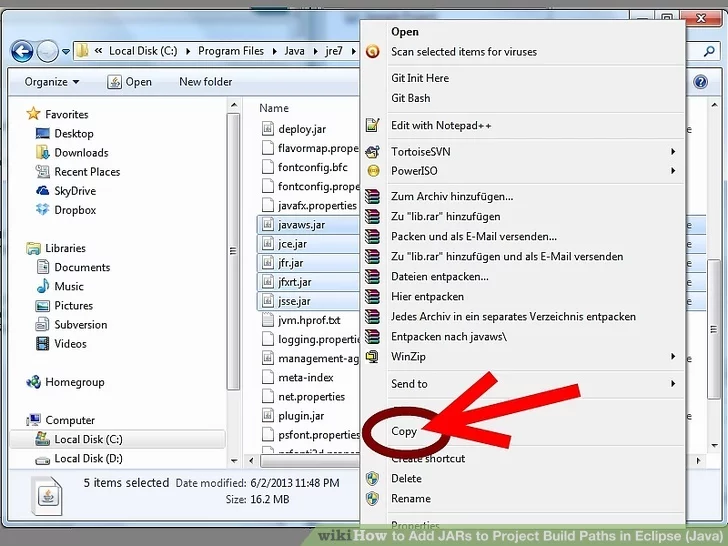 Local Disk (C:) Program Files Java jre7
Organize Open New folder
Favorites
Desktop
Downloads
Recent Places
SkyDrive
Dropbox
Libraries
Documents
Music
Pictures
Subversion
Videos
Homegroup
Computer
Local Disk (C:)
Local Disk (D:)
Name
deploy.jar
flavormap.prope
fontconfig.bfc
fontconfig.prope
javafx.properties
javaws.jar
jce.jar
jfr.jar
jfxrt.jar
jsse.jar
jvm.hprof.txt
logging.propertie
management-ag
meta-index
net.properties
plugin.jar
psfont.properties
Open
Scan selected items for viruses
Git Init Here
Git Bash
Edit with Notepad++
TortoiseSVN
PowerISO
Zum Archiv hinzufügen...
Zu "lib.rar" hinzufügen
Packen und als E-Mail versenden...
Zu "lib.rar" hinzufügen und als E-Mail versenden
Dateien entpacken...
Hier entpacken
Jedes Archiv in ein separates Verzeichnis entpacken
Entpacken nach javaws\
WinZip
Send to
Copy
Create shortcut
Delete
Rename
Properties
5 items selected Date modified: 6/2/2013 11:48 PM
Size: 16.2 MB
wikiHow to Add JARs to Project Build Paths in Eclipse (Java)